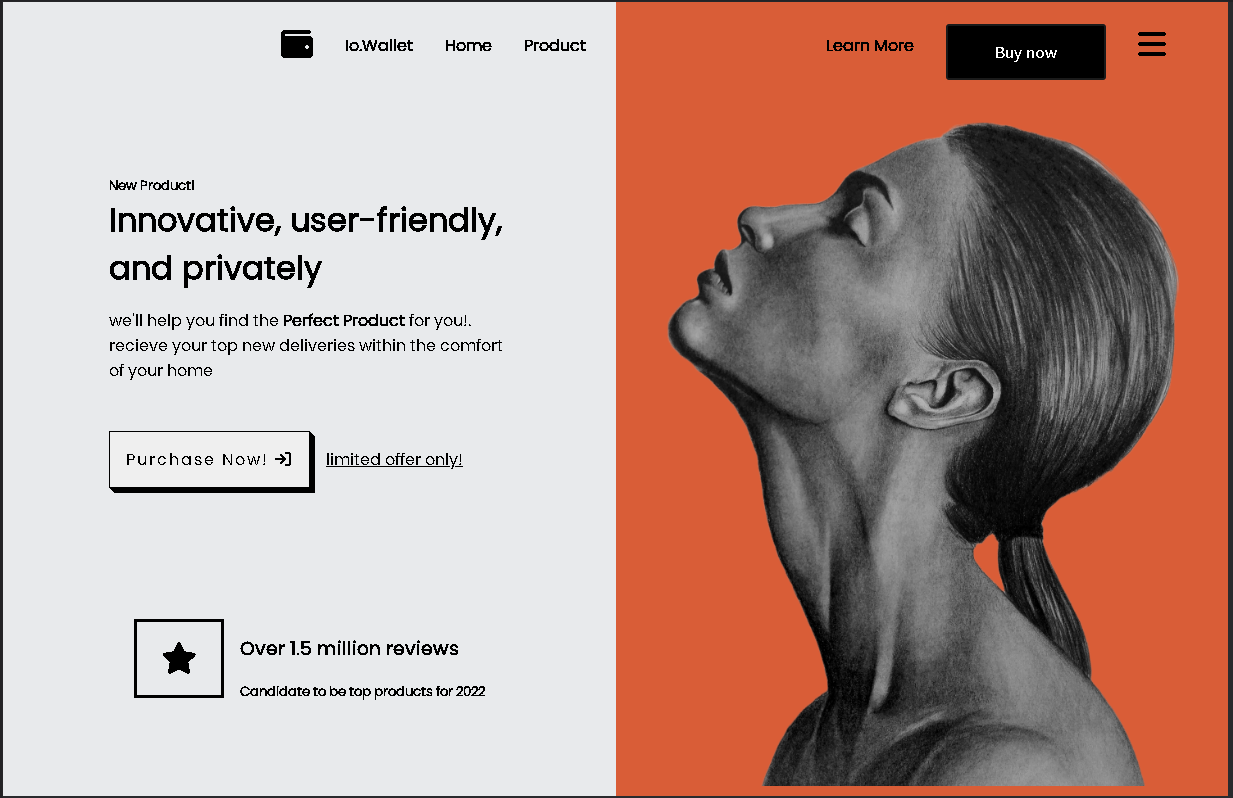 Io.Wallet Home Product Learn More Buy now
New Product!
Innovative, user-friendly,
and privately
we'll help you find the Perfect Product for you!.
recieve your top new deliveries within the comfort
of your home
Purchase Now! limited offer only!
Over 1.5 million reviews
Candidate to be top products for 2022